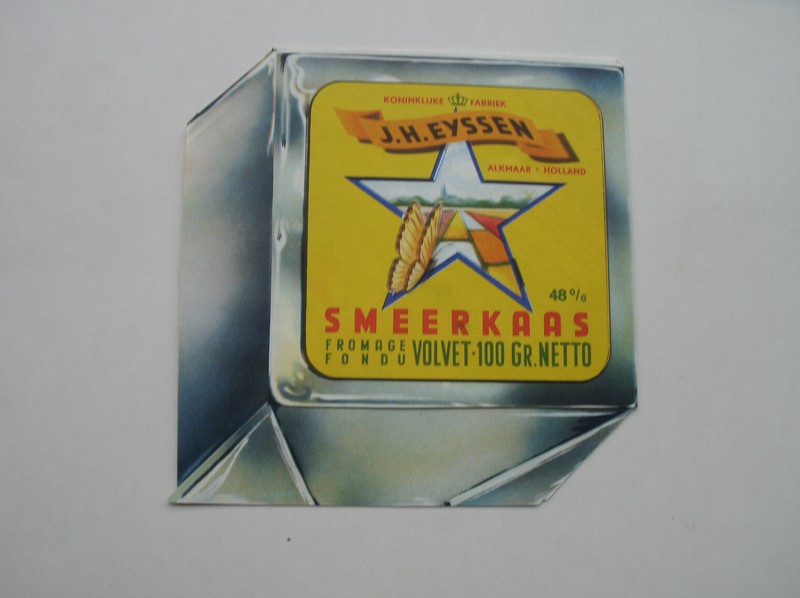 KONINKLIJKE FABRIEK
J.H. EYSSEN
ALKMAAR - HOLLAND
48%
SMEERKAAS
FROMAGE FONDU VOLVET·100 GR. NETTO